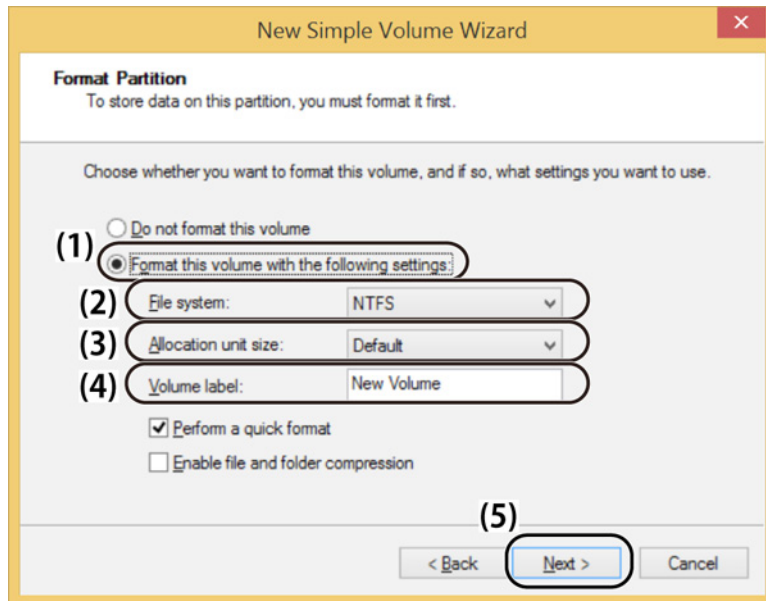 New Simple Volume Wizard
Format Partition
To store data on this partition, you must format it first.
Choose whether you want to format this volume, and if so, what settings you want to use.
Do not format this volume
(1) Format this volume with the following settings:
(2) File system: NTFS
(3) Allocation unit size: Default
(4) Volume label: New Volume
Perform a quick format
Enable file and folder compression
(5)
< Back Next > Cancel